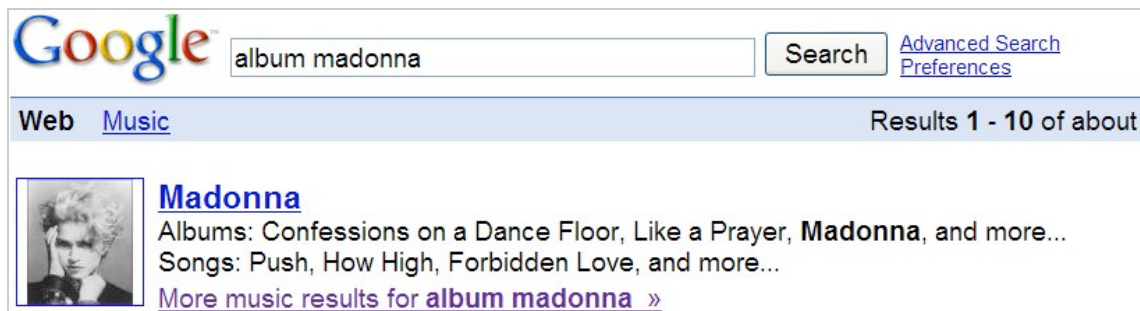 Google™ album madonna Search Advanced Search
Preferences
Web Music Results 1 - 10 of about
Madonna
Albums: Confessions on a Dance Floor, Like a Prayer, Madonna, and more...
Songs: Push, How High, Forbidden Love, and more...
More music results for album madonna »